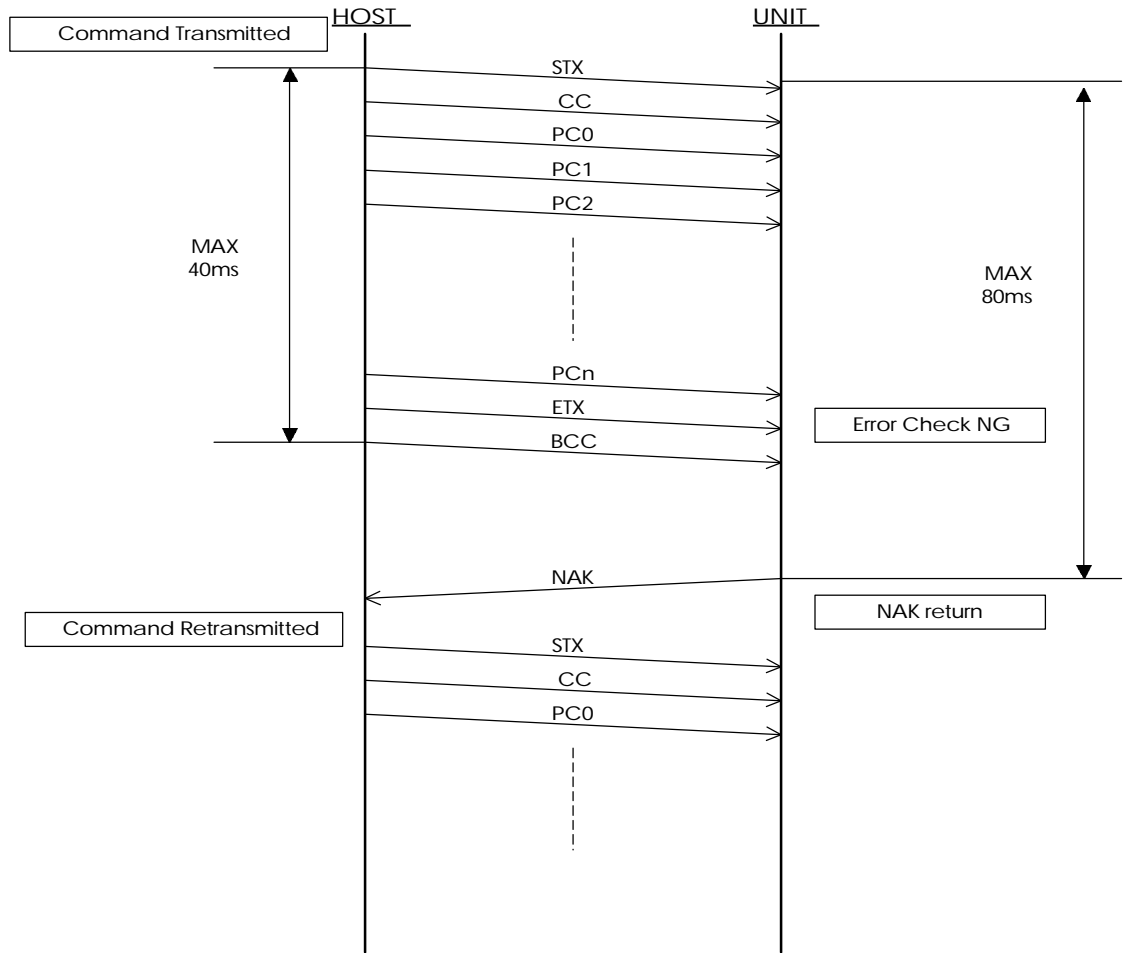 HOST
UNIT
Command Transmitted
STX
CC
PC0
PC1
PC2
MAX
40ms
MAX
80ms
PCn
ETX
Error Check NG
BCC
NAK
NAK return
Command Retransmitted
STX
CC
PC0